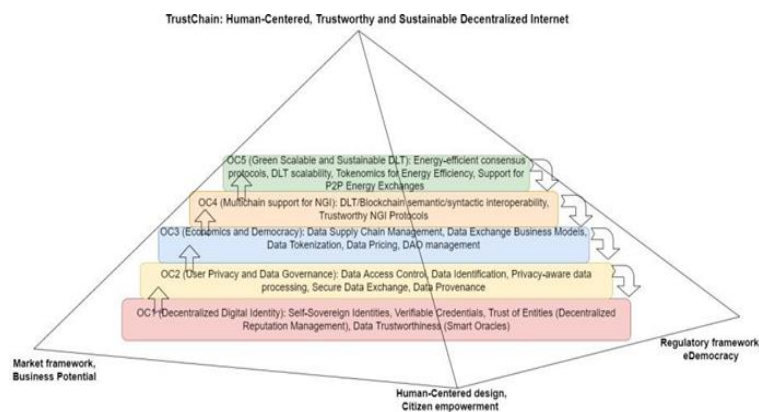 TrustChain: Human-Centered, Trustworthy and Sustainable Decentralized Internet
OC5 (Green Scalable and Sustainable DLT): Energy-efficient consensus
protocols, DLT scalability, Tokenomics for Energy Efficiency, Support for
P2P Energy Exchanges
OC4 (Multichain support for NGI): DLT/Blockchain semantic/syntactic interoperability,
Trustworthy NGI Protocols
OC3 (Economics and Democracy): Data Supply Chain Management, Data Exchange Business Models,
Data Tokenization, Data Pricing, DAO management
OC2 (User Privacy and Data Governance): Data Access Control, Data Identification, Privacy-aware data
processing, Secure Data Exchange, Data Provenance
OC1 (Decentralized Digital Identity): Self-Sovereign Identities, Verifiable Credentials, Trust of Entities (Decentralized
Reputation Management), Data Trustworthiness (Smart Oracles)
Market framework,
Business Potential
Regulatory framework
eDemocracy
Human-Centered design,
Citizen empowerment